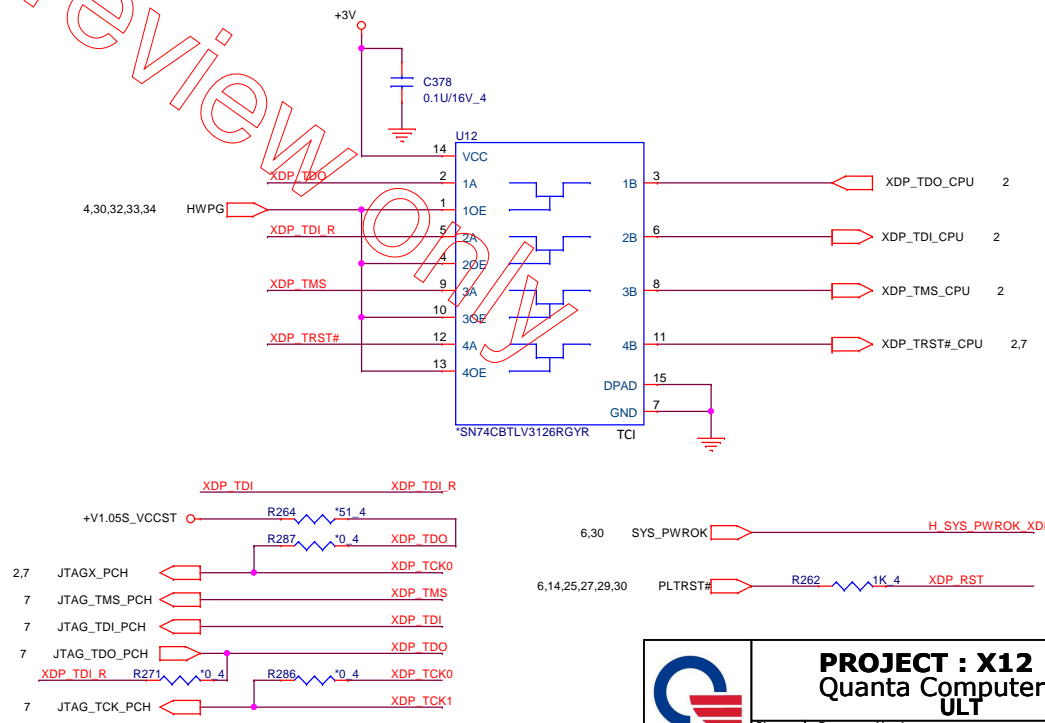 +3V
C378
0.1U/16V_4
U12
14 VCC
XDP_TDO 2 1A 1B 3 XDP_TDO_CPU 2
4,30,32,33,34 HWPG 1 1OE
XDP_TDI_R 5 2A 2B 6 XDP_TDI_CPU 2
4 2OE
XDP_TMS 9 3A 3B 8 XDP_TMS_CPU 2
10 3OE
XDP_TRST# 12 4A 4B 11 XDP_TRST#_CPU 2,7
13 4OE
DPAD 15
GND 7
*SN74CBTLV3126RGYR TCI
review only
XDP_TDI XDP_TDI_R
+V1.05S_VCCST R264 *51_4
R287 *0_4 XDP_TDO
2,7 JTAGX_PCH XDP_TCK0
7 JTAG_TMS_PCH XDP_TMS
7 JTAG_TDI_PCH XDP_TDI
7 JTAG_TDO_PCH XDP_TDO
XDP_TDI_R R271 *0_4 R286 *0_4 XDP_TCK0
7 JTAG_TCK_PCH XDP_TCK1
6,30 SYS_PWROK H_SYS_PWROK_XD
6,14,25,27,29,30 PLTRST# R262 1K_4 XDP_RST
PROJECT : X12
Quanta Computer
ULT